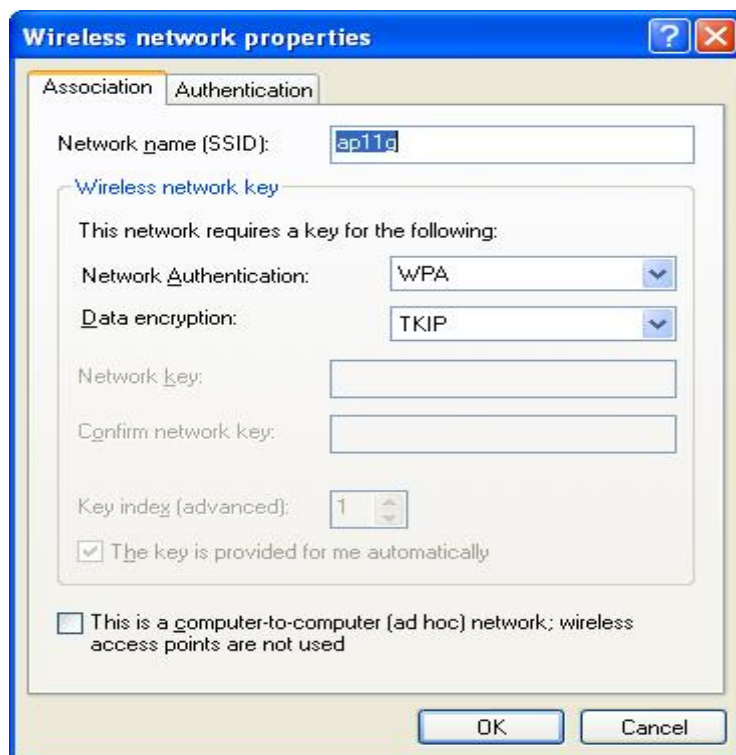 Wireless network properties
Association
Authentication
Network name (SSID):
ap11g
Wireless network key
This network requires a key for the following:
Network Authentication:
WPA
Data encryption:
TKIP
Network key:
Confirm network key:
Key index (advanced):
1
The key is provided for me automatically
This is a computer-to-computer (ad hoc) network; wireless
access points are not used
OK
Cancel